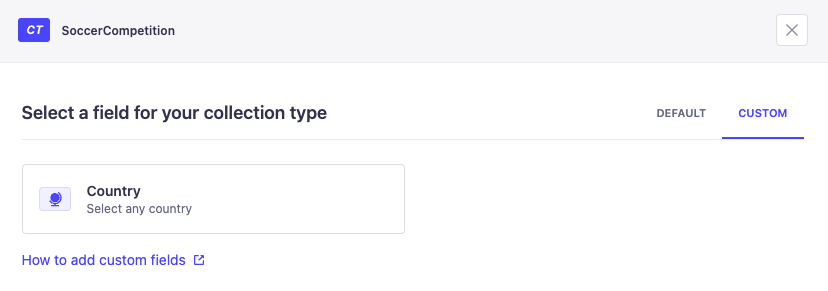 CT SoccerCompetition
Select a field for your collection type
DEFAULT CUSTOM
Country
Select any country
How to add custom fields